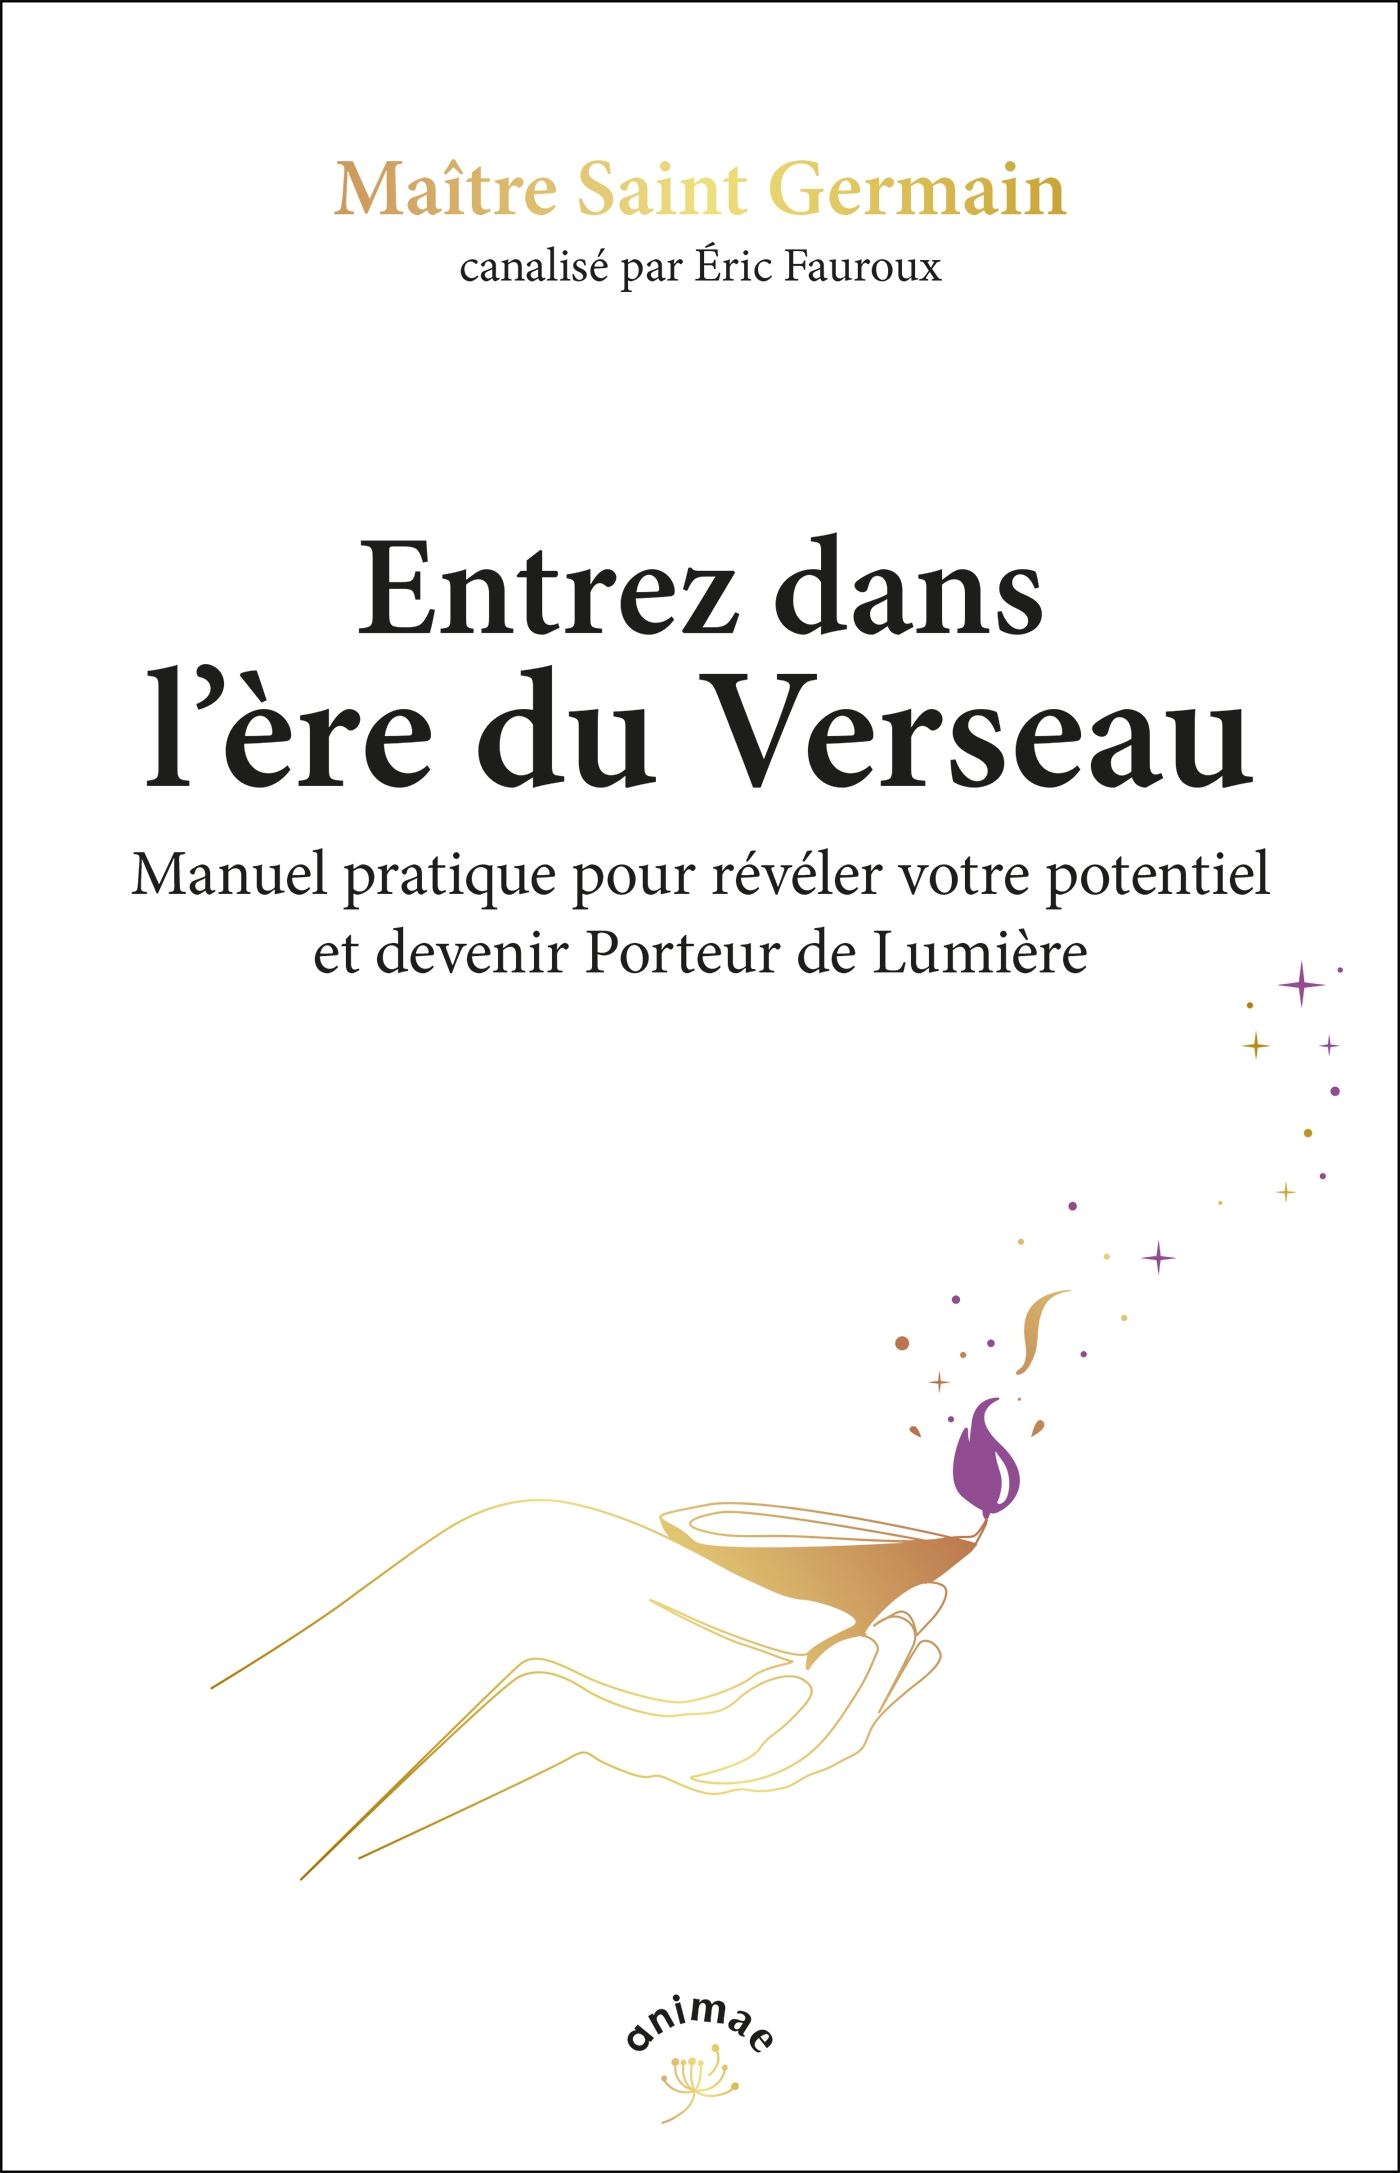 Maître Saint Germain
canalisé par Éric Fauroux
Entrez dans
l’ère du Verseau
Manuel pratique pour révéler votre potentiel
et devenir Porteur de Lumière
animae